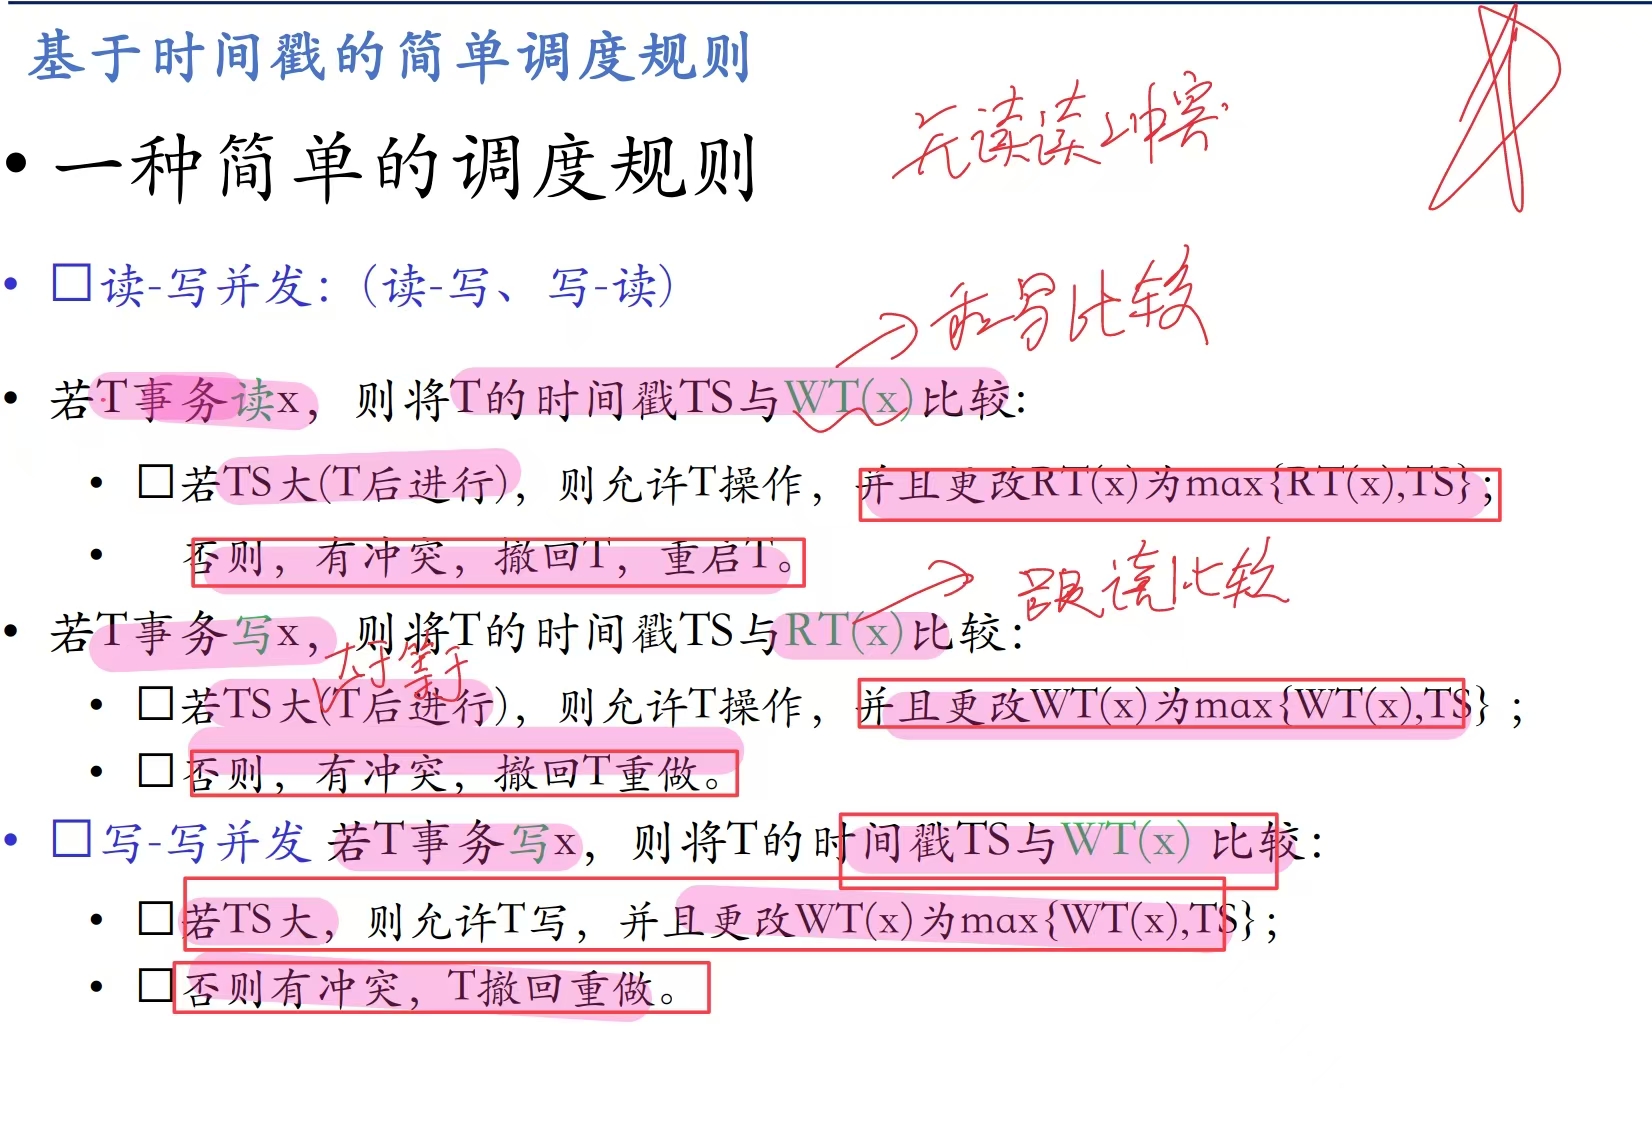 基于时间戳的简单调度规则
• 一种简单的调度规则
无读读冲突
• □读-写并发：（读-写、写-读）
和写比较
• 若T事务读x，则将T的时间戳TS与WT(x)比较：
• □若TS大(T后进行)，则允许T操作，并且更改RT(x)为max{RT(x),TS}；
• 否则，有冲突，撤回T，重启T。
跟读比较
• 若T事务写x，则将T的时间戳TS与RT(x)比较：
大于等于
• □若TS大(T后进行)，则允许T操作，并且更改WT(x)为max{WT(x),TS}；
• □否则，有冲突，撤回T重做。
• □写-写并发 若T事务写x，则将T的时间戳TS与WT(x) 比较：
• □若TS大，则允许T写，并且更改WT(x)为max{WT(x),TS}；
• □否则有冲突，T撤回重做。